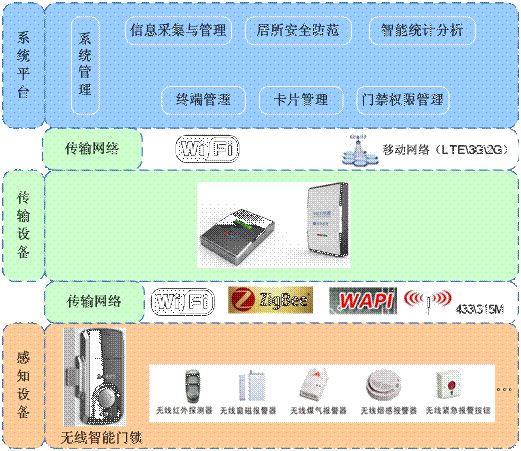 系统平台
系统管理
信息采集与管理
居所安全防范
智能统计分析
终端管理
卡片管理
门禁权限管理
传输网络
Wi Fi
移动网络（LTE\3G\2G）
传输设备
传输网络
Wi Fi
ZigBee
WAPI
433\315M
感知设备
无线智能门锁
无线红外探测器
无线窗磁报警器
无线煤气报警器
无线烟感报警器
无线紧急报警按钮
...